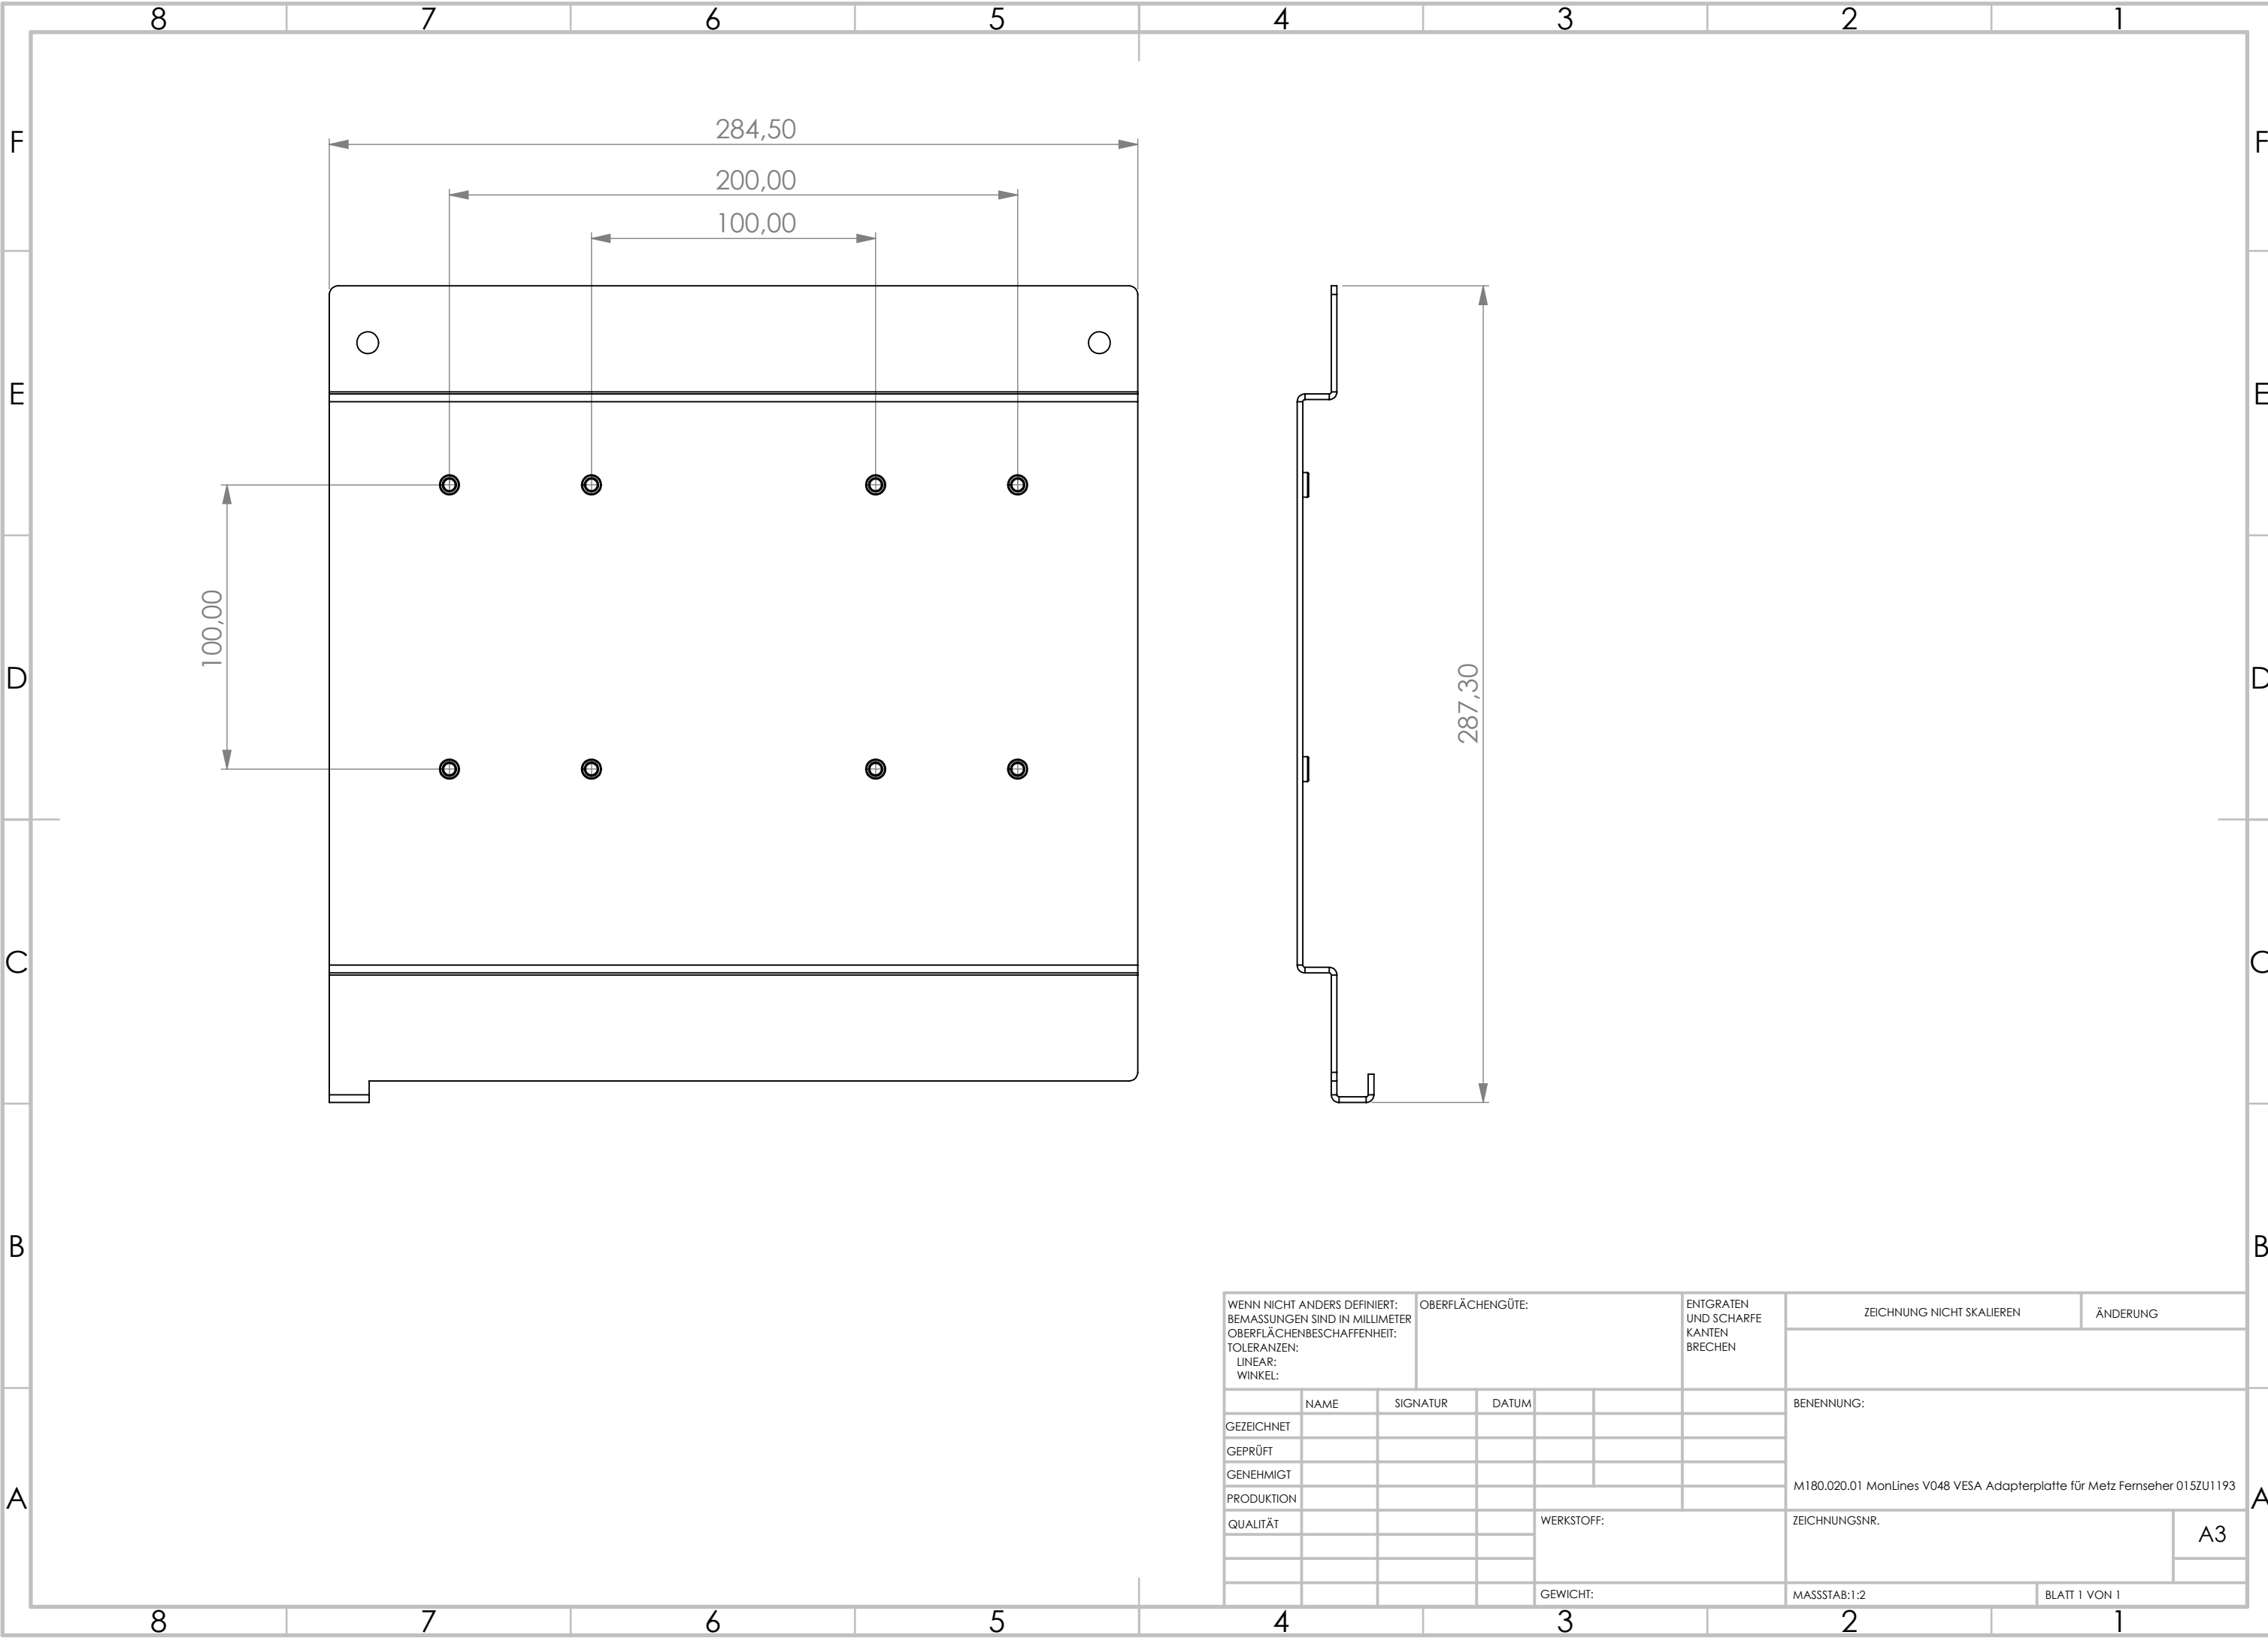 8 7 6 5 4 3 2 1
F F
284,50
200,00
100,00
E E
100,00
287,30
D D
C C
B B
WENN NICHT ANDERS DEFINIERT:
BEMASSUNGEN SIND IN MILLIMETER
OBERFLÄCHENBESCHAFFENHEIT:
TOLERANZEN:
LINEAR:
WINKEL:
OBERFLÄCHENGÜTE:
ENTGRATEN
UND SCHARFE
KANTEN
BRECHEN
ZEICHNUNG NICHT SKALIEREN
ÄNDERUNG
NAME SIGNATUR DATUM
GEZEICHNET
GEPRÜFT
GENEHMIGT
PRODUKTION
QUALITÄT
BENENNUNG:
M180.020.01 MonLines V048 VESA Adapterplatte für Metz Fernseher 015ZU1193
A A
WERKSTOFF:
ZEICHNUNGSNR.
A3
GEWICHT:
MASSSTAB:1:2
BLATT 1 VON 1
8 7 6 5 4 3 2 1